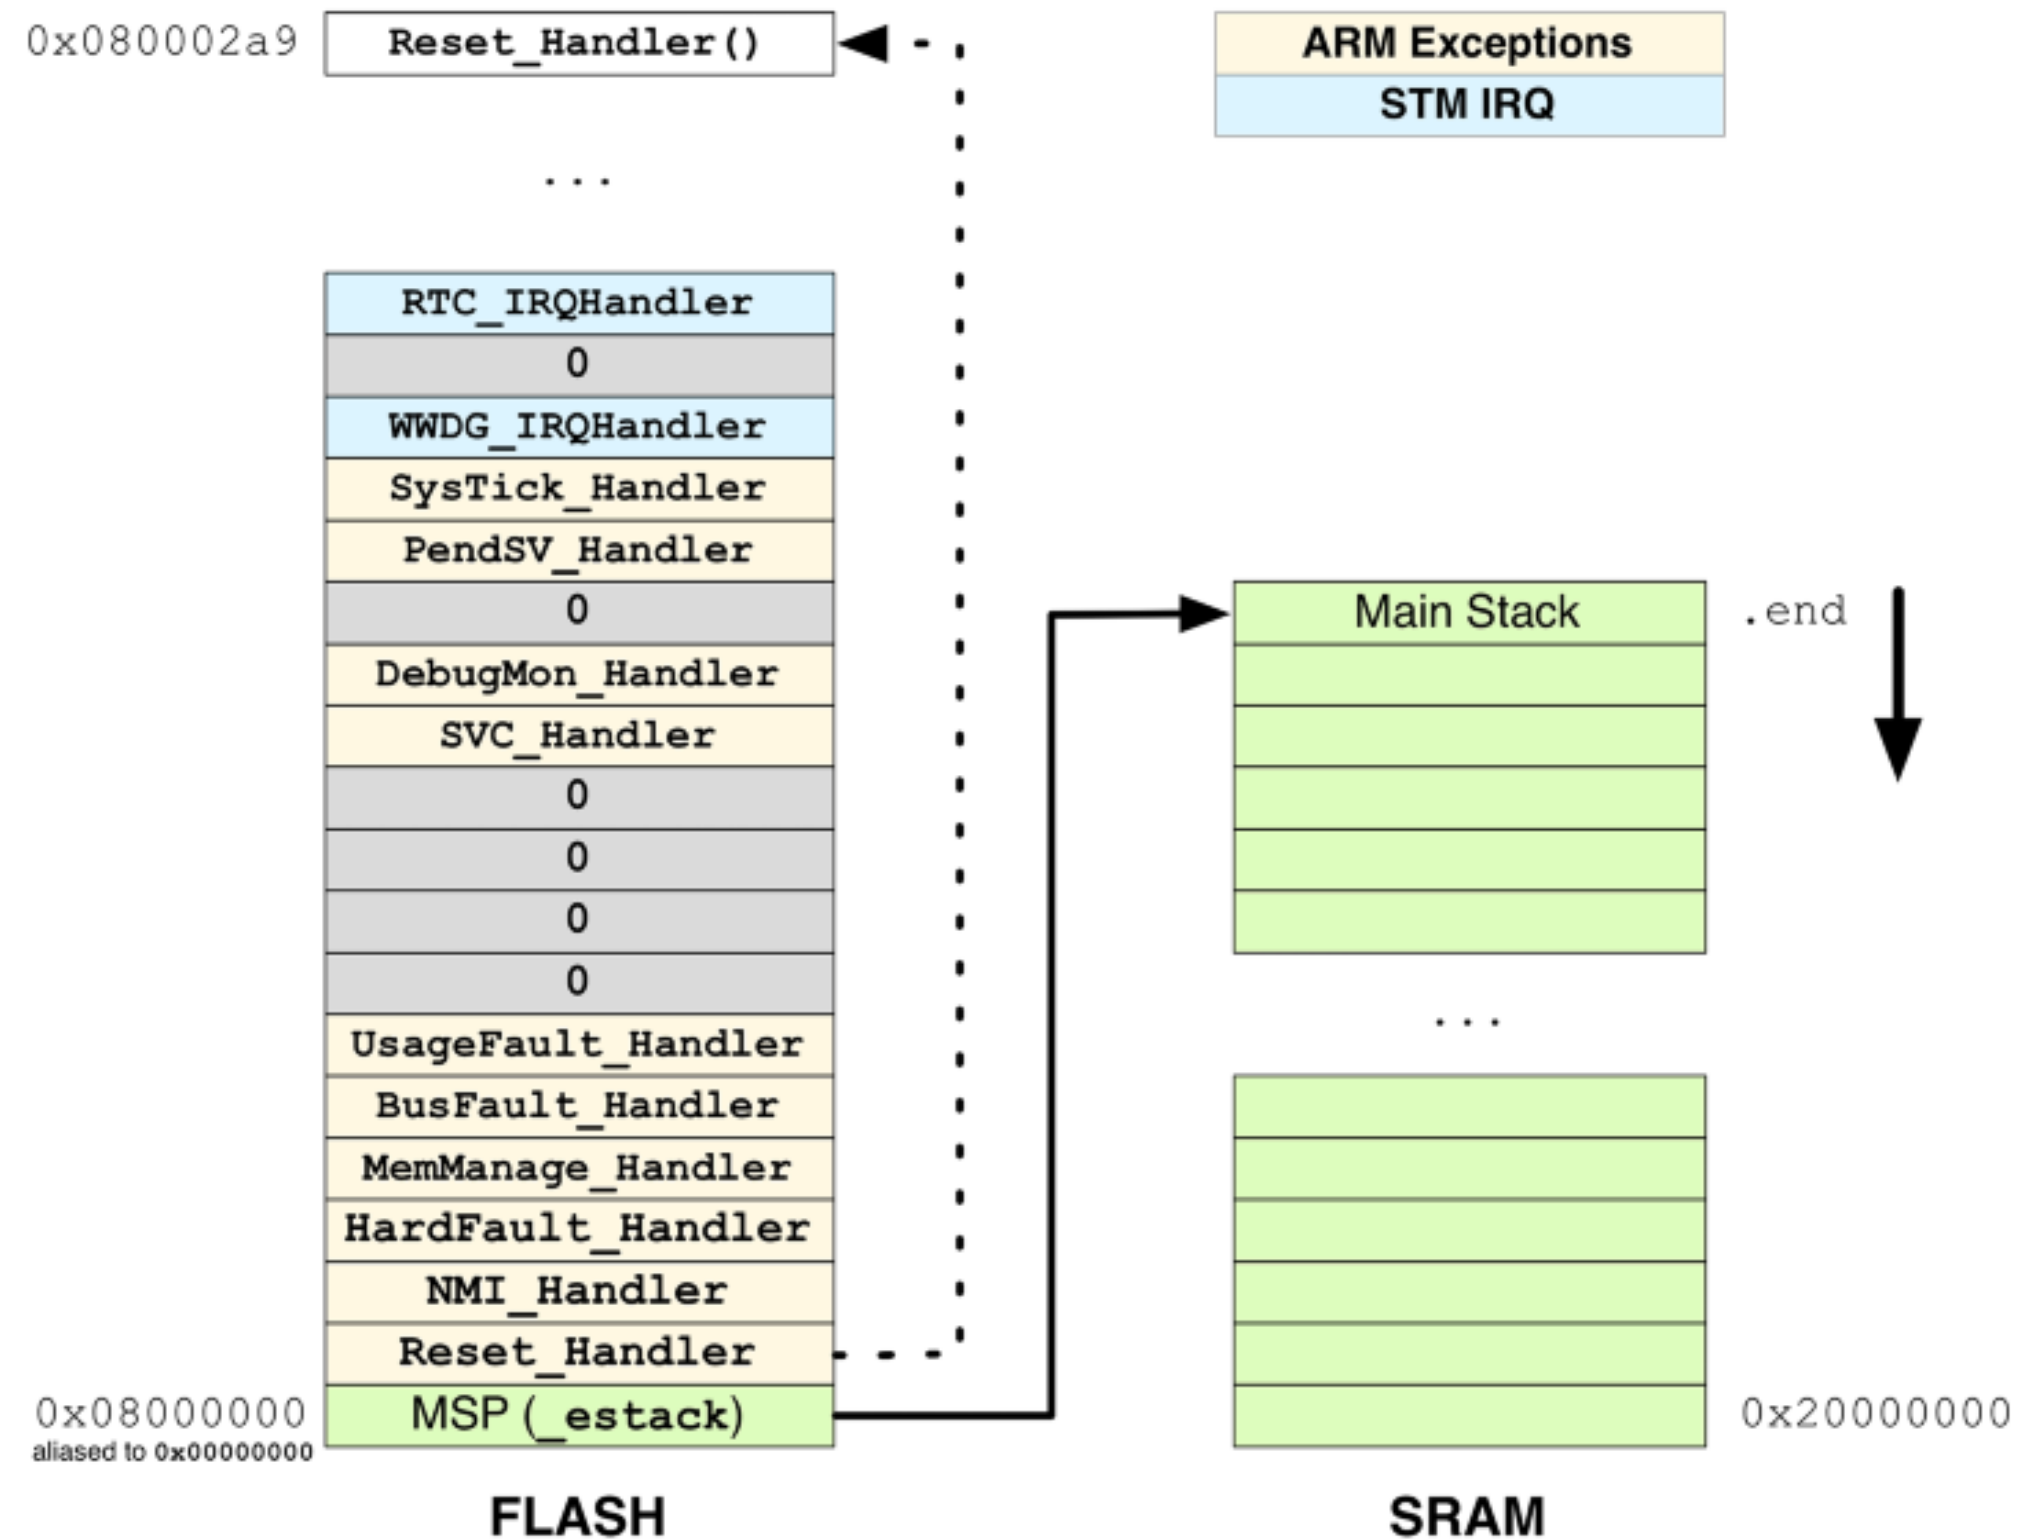 0x080002a9
Reset_Handler()
ARM Exceptions
STM IRQ
...
RTC_IRQHandler
0
WWDG_IRQHandler
SysTick_Handler
PendSV_Handler
0
DebugMon_Handler
SVC_Handler
0
0
0
0
UsageFault_Handler
BusFault_Handler
MemManage_Handler
HardFault_Handler
NMI_Handler
Reset_Handler
0x08000000
aliased to 0x00000000
MSP (_estack)
FLASH
Main Stack
.end
...
0x20000000
SRAM